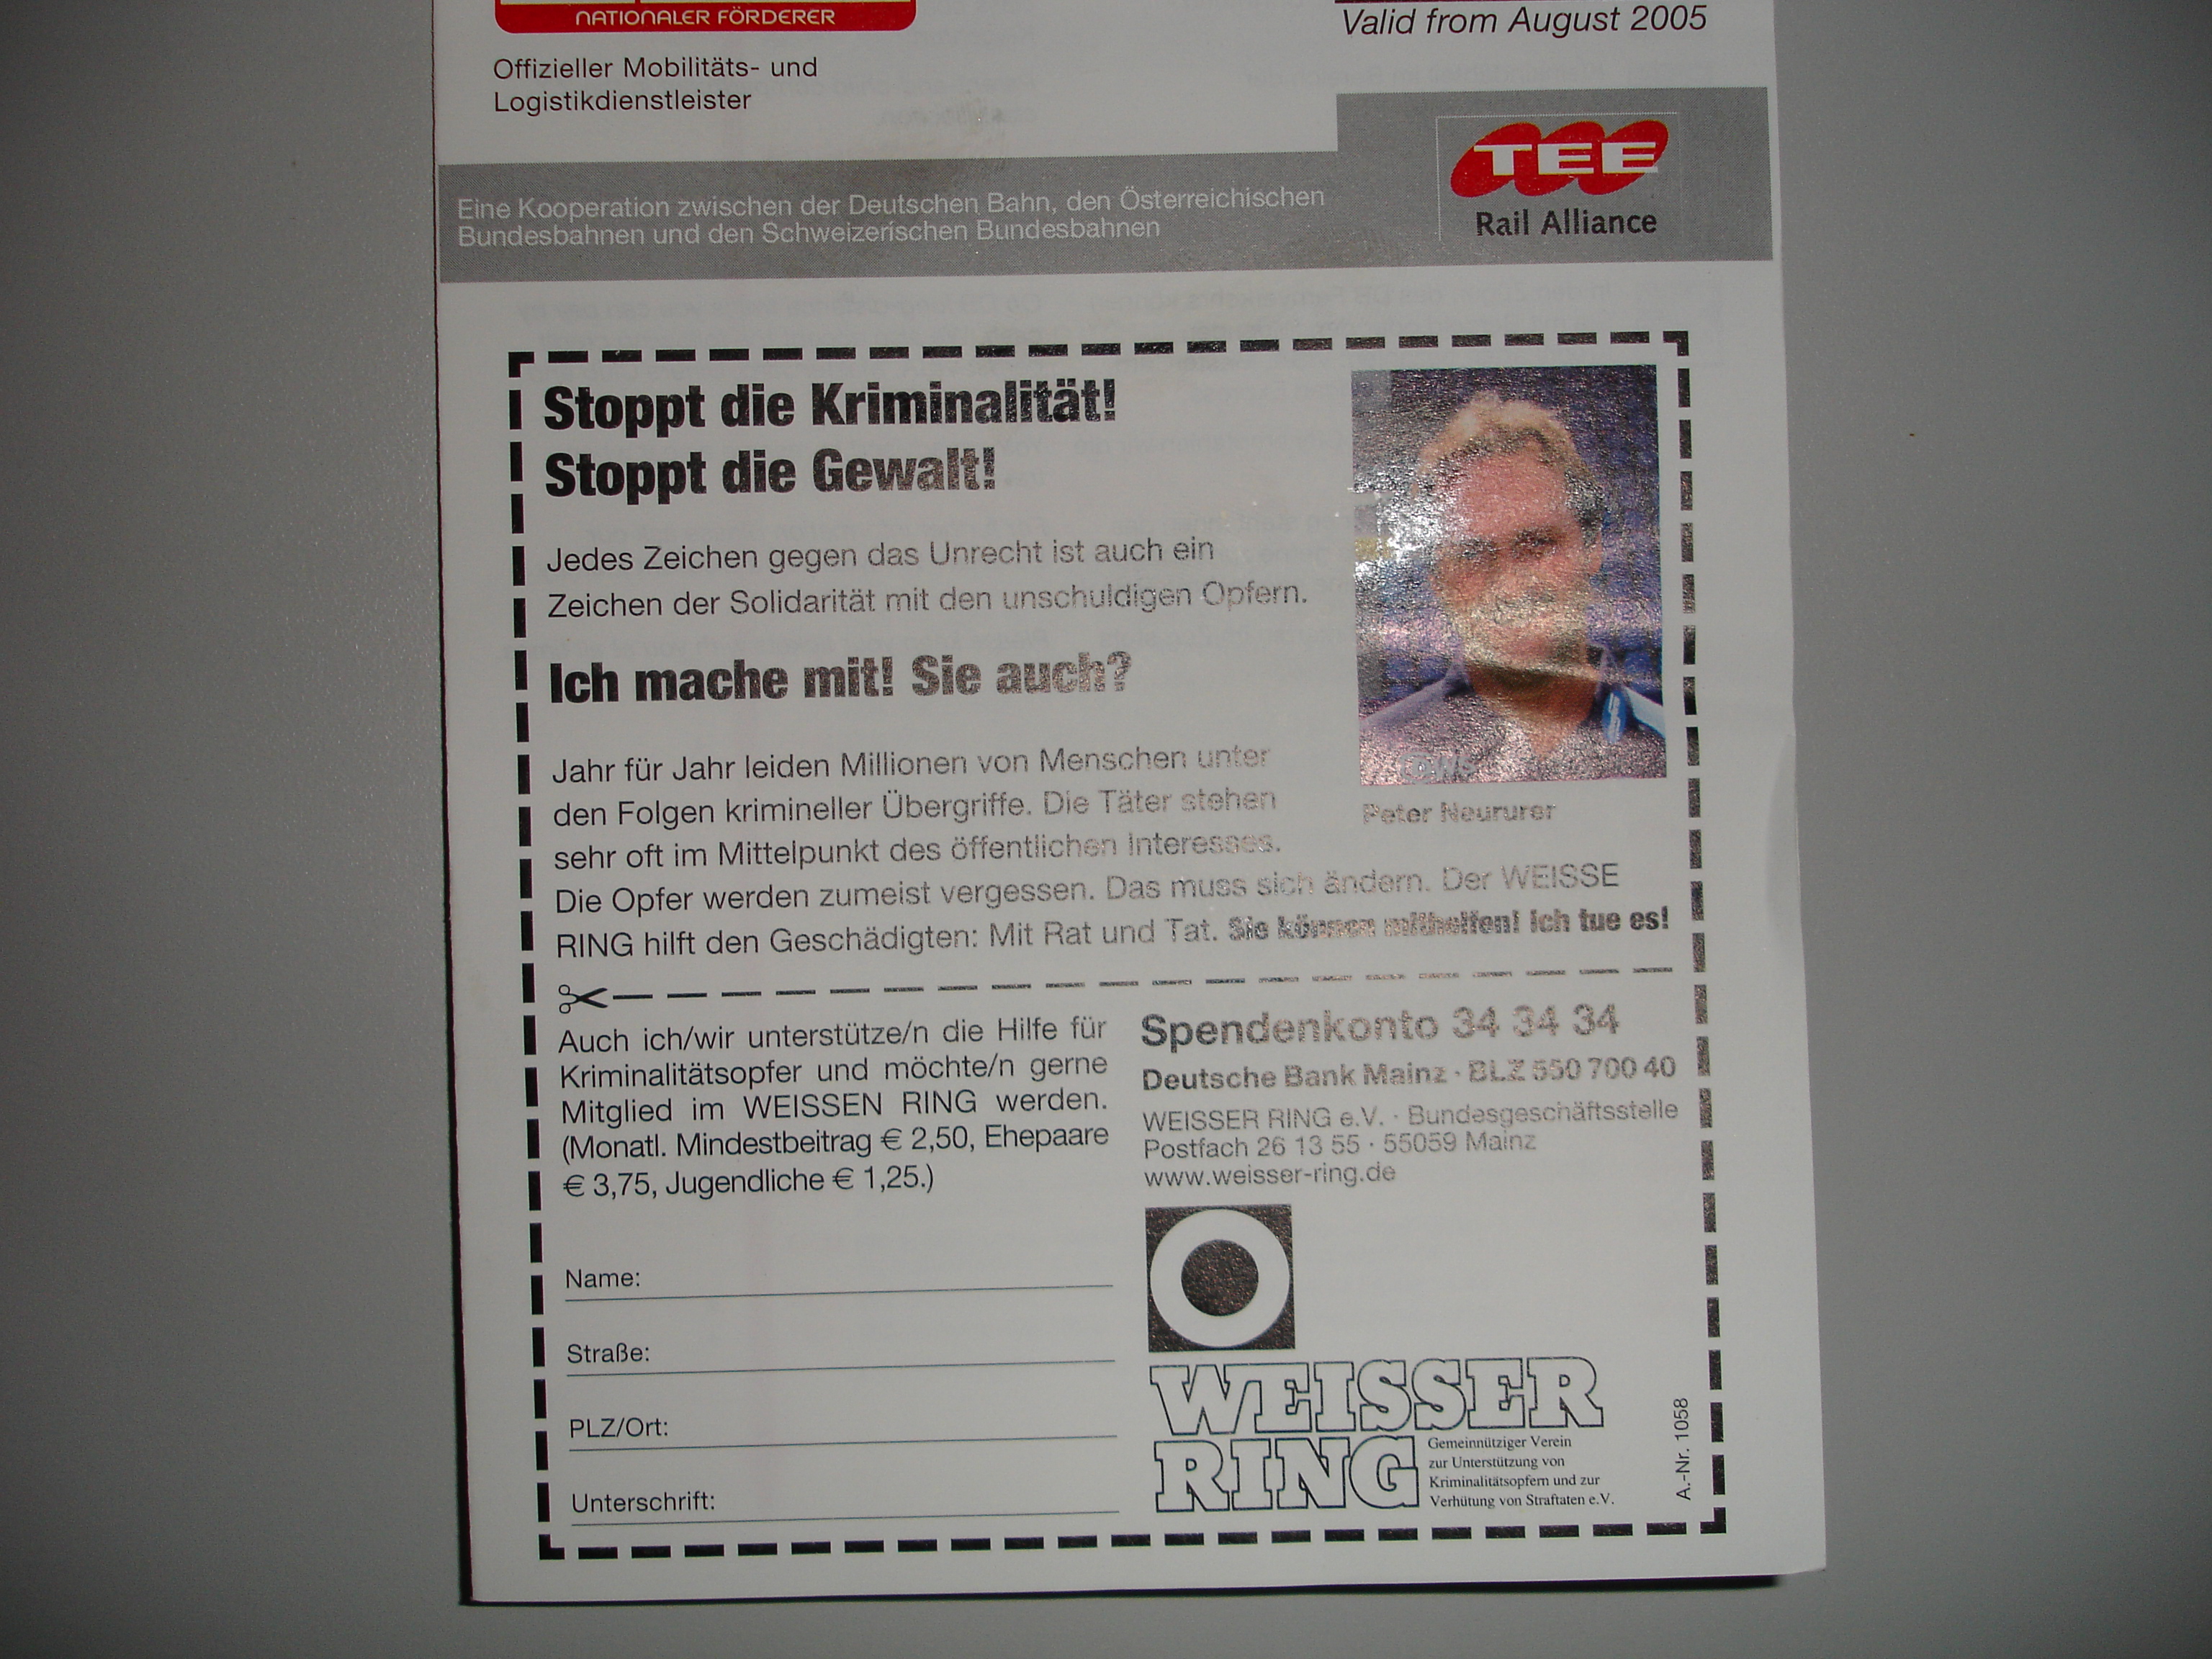 NATIONALER FÖRDERER
Valid from August 2005
Offizieller Mobilitäts- und
Logistikdienstleister
TEE
Rail Alliance
Eine Kooperation zwischen der Deutschen Bahn, den Österreichischen
Bundesbahnen und den Schweizerischen Bundesbahnen
Stoppt die Kriminalität!
Stoppt die Gewalt!
Jedes Zeichen gegen das Unrecht ist auch ein
Zeichen der Solidarität mit den unschuldigen Opfern.
Ich mache mit! Sie auch?
Peter Neururer
Jahr für Jahr leiden Millionen von Menschen unter
den Folgen krimineller Übergriffe. Die Täter stehen
sehr oft im Mittelpunkt des öffentlichen Interesses.
Die Opfer werden zumeist vergessen. Das muss sich ändern. Der WEISSE
RING hilft den Geschädigten: Mit Rat und Tat. Sie können mithelfen! Ich tue es!
Auch ich/wir unterstütze/n die Hilfe für
Kriminalitätsopfer und möchte/n gerne
Mitglied im WEISSEN RING werden.
(Monatl. Mindestbeitrag € 2,50, Ehepaare
€ 3,75, Jugendliche € 1,25.)
Name:
Straße:
PLZ/Ort:
Unterschrift:
Spendenkonto 34 34 34
Deutsche Bank Mainz · BLZ 550 700 40
WEISSER RING e.V. · Bundesgeschäftsstelle
Postfach 26 13 55 · 55059 Mainz
www.weisser-ring.de
WEISSER
RING
Gemeinnütziger Verein
zur Unterstützung von
Kriminalitätsopfern und zur
Verhütung von Straftaten e.V.
A.-Nr. 1058